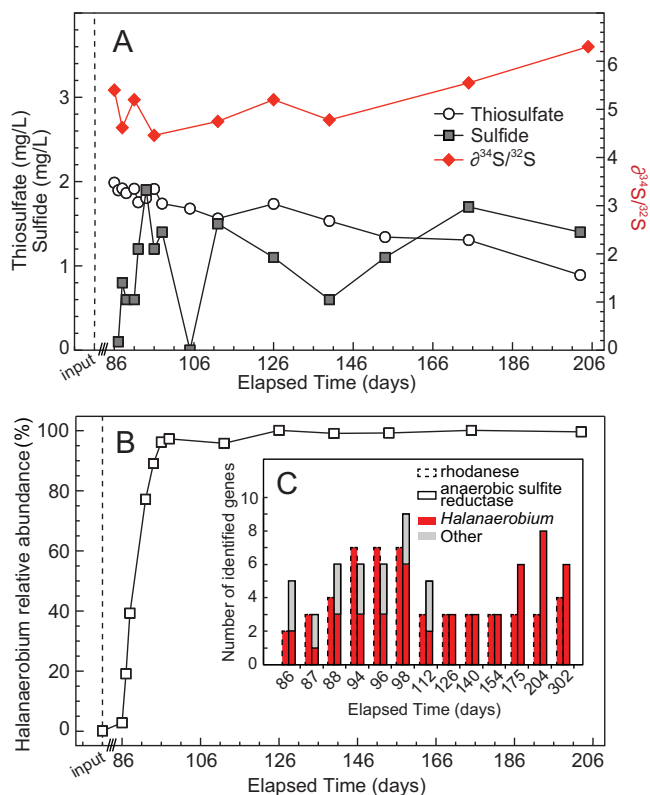 A
Thiosulfate (mg/L)
Sulfide (mg/L)
3
2
1
0
6
5
4
3
2
1
0
∂³⁴S/³²S
Thiosulfate
Sulfide
∂³⁴S/³²S
input
86 106 126 146 166 186 206
Elapsed Time (days)
B
Halanaerobium relative abundance (%)
100
80
60
40
20
0
input
86 106 126 146 166 186 206
Elapsed Time (days)
C
rhodanese
anaerobic sulfite
reductase
Halanaerobium
Other
Number of identified genes
10
8
6
4
2
0
86 87 88 94 96 98 112 126 140 154 175 204 302
Elapsed Time (days)